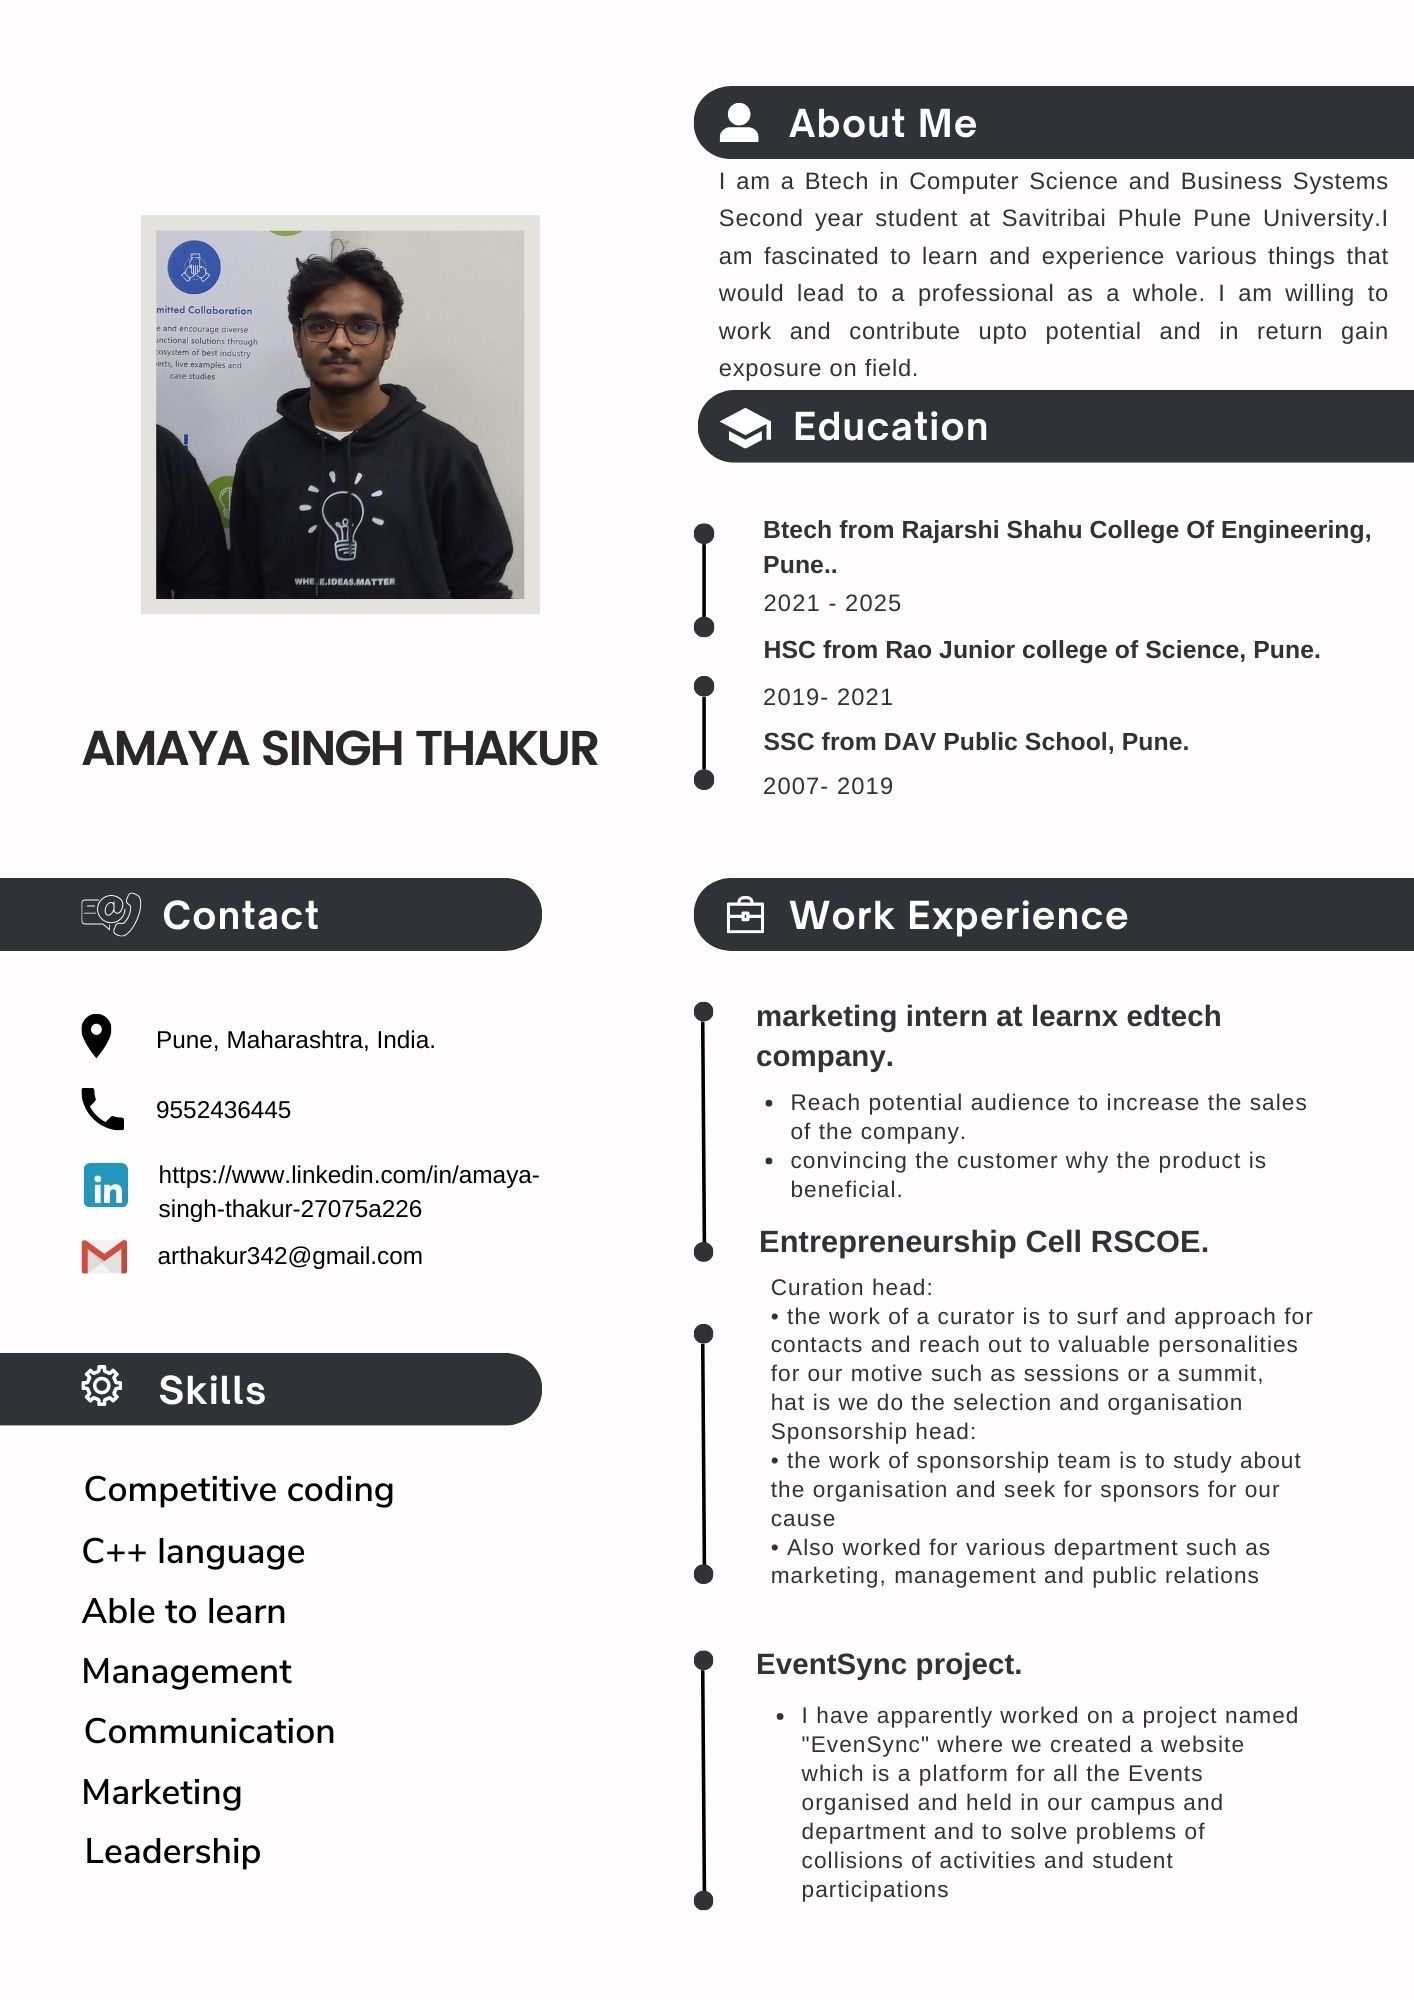 mitted Collaboration
e and encourage diverse
unctional solutions through
cosystem of best industry
erts, live examples and
case studies
!
IDEAS.MATTER
AMAYA SINGH THAKUR
Contact
Pune, Maharashtra, India.
9552436445
https://www.linkedin.com/in/amaya-
singh-thakur-27075a226
arthakur342@gmail.com
Skills
Competitive coding
C++ language
Able to learn
Management
Communication
Marketing
Leadership
About Me
I am a Btech in Computer Science and Business Systems
Second year student at Savitribai Phule Pune University.I
am fascinated to learn and experience various things that
would lead to a professional as a whole. I am willing to
work and contribute upto potential and in return gain
exposure on field.
Education
Btech from Rajarshi Shahu College Of Engineering,
Pune..
2021 - 2025
HSC from Rao Junior college of Science, Pune.
2019- 2021
SSC from DAV Public School, Pune.
2007- 2019
Work Experience
marketing intern at learnx edtech
company.
• Reach potential audience to increase the sales
of the company.
• convincing the customer why the product is
beneficial.
Entrepreneurship Cell RSCOE.
Curation head:
• the work of a curator is to surf and approach for
contacts and reach out to valuable personalities
for our motive such as sessions or a summit,
hat is we do the selection and organisation
Sponsorship head:
• the work of sponsorship team is to study about
the organisation and seek for sponsors for our
cause
• Also worked for various department such as
marketing, management and public relations
EventSync project.
• I have apparently worked on a project named
"EvenSync" where we created a website
which is a platform for all the Events
organised and held in our campus and
department and to solve problems of
collisions of activities and student
participations